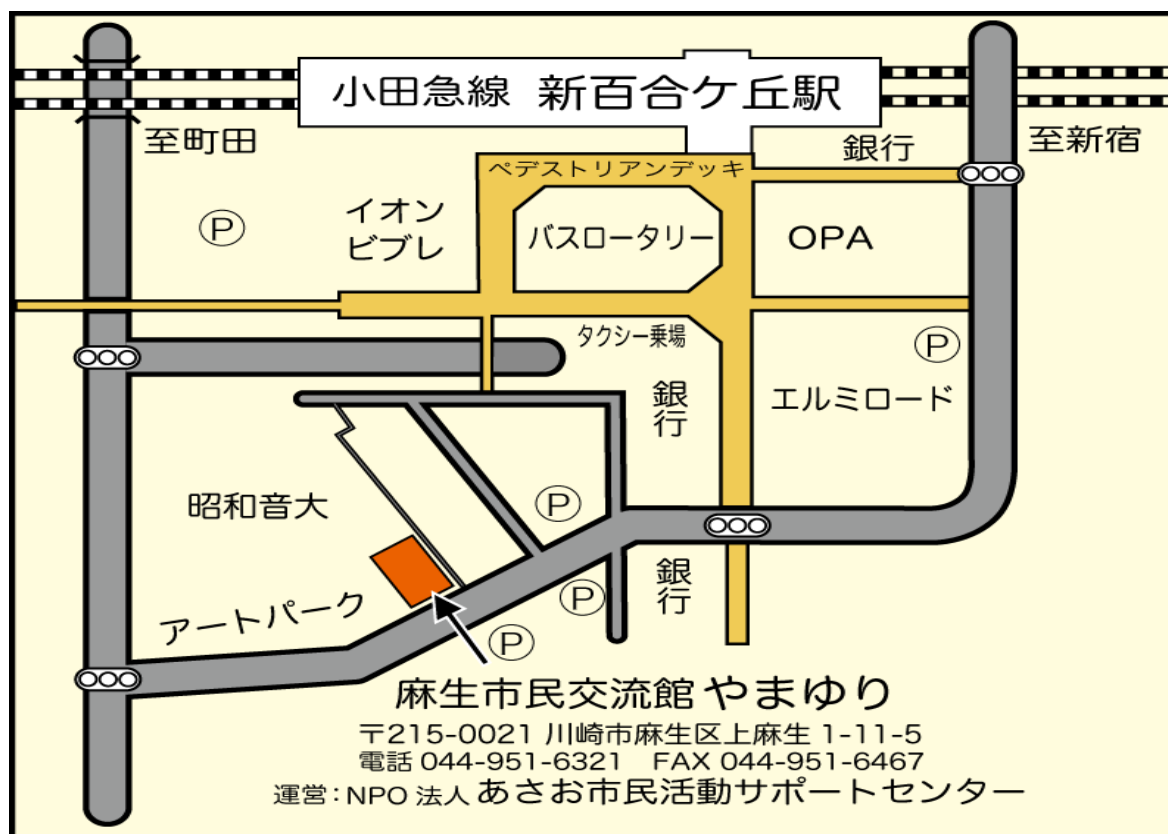 小田急線 新百合ケ丘駅
至町田
銀行
至新宿
ペデストリアンデッキ
Ⓟ
イオン
ビブレ
バスロータリー
OPA
タクシー乗場
Ⓟ
銀行
エルミロード
昭和音大
Ⓟ
アートパーク
Ⓟ
銀行
Ⓟ
麻生市民交流館 やまゆり
〒215-0021 川崎市麻生区上麻生 1-11-5
電話 044-951-6321 FAX 044-951-6467
運営:NPO 法人 あさお市民活動サポートセンター